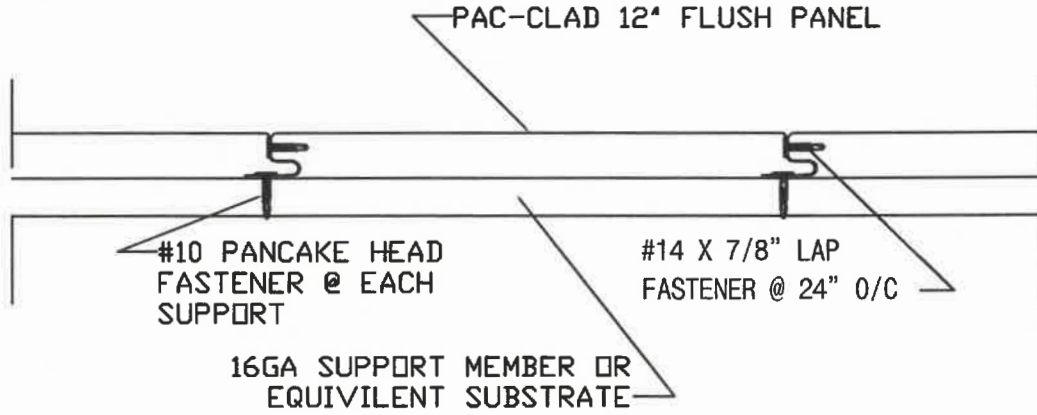 PAC-CLAD 12" FLUSH PANEL
#10 PANCAKE HEAD
FASTENER @ EACH
SUPPORT
#14 X 7/8" LAP
FASTENER @ 24" O/C
16GA SUPPORT MEMBER OR
EQUIVILENT SUBSTRATE